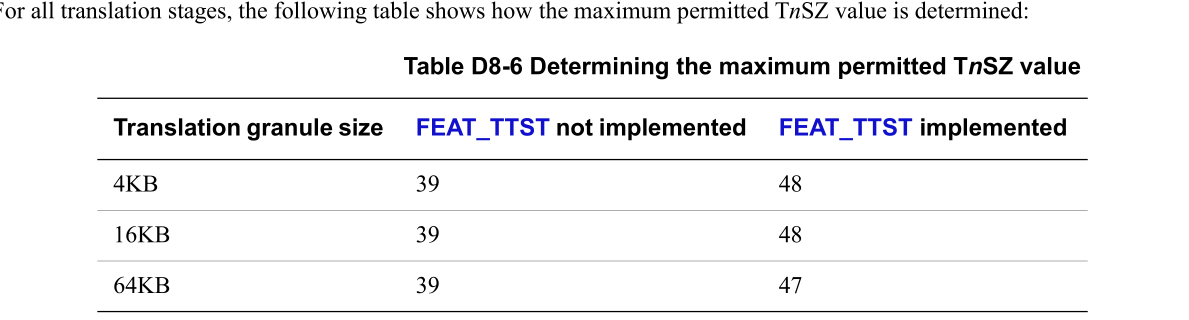 For all translation stages, the following table shows how the maximum permitted TnSZ value is determined:
Table D8-6 Determining the maximum permitted TnSZ value
Translation granule size FEAT_TTST not implemented FEAT_TTST implemented
4KB 39 48
16KB 39 48
64KB 39 47